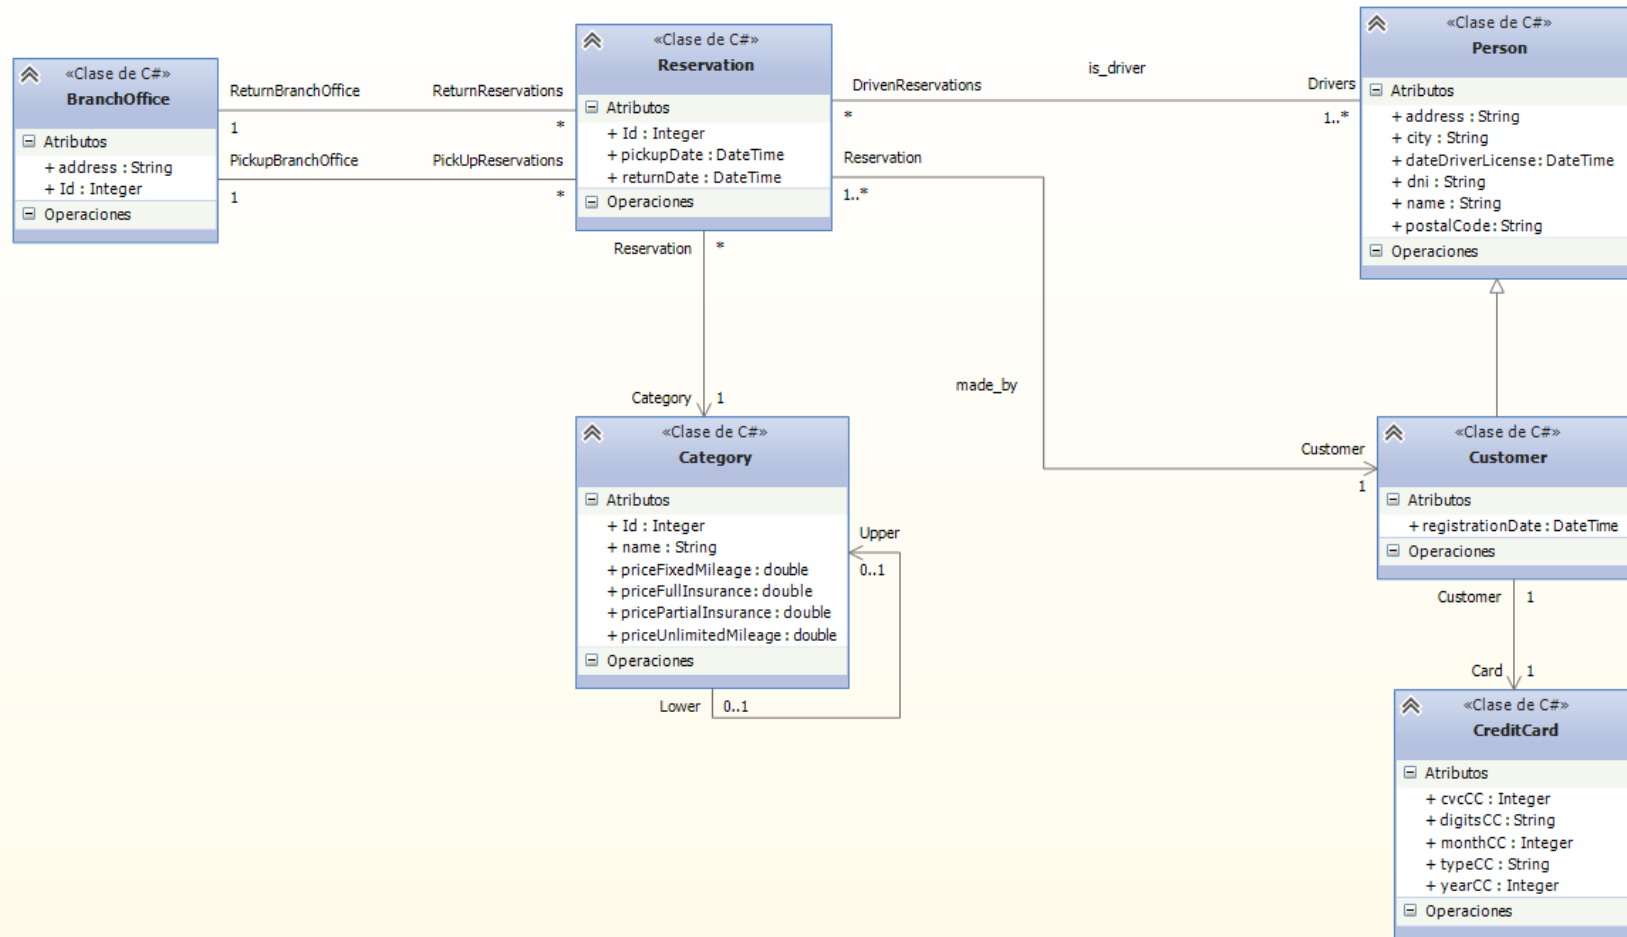 «Clase de C#»
BranchOffice
Atributos
+ address : String
+ Id : Integer
Operaciones
ReturnBranchOffice
ReturnReservations
1
*
PickupBranchOffice
PickUpReservations
1
*
«Clase de C#»
Reservation
Atributos
+ Id : Integer
+ pickupDate : DateTime
+ returnDate : DateTime
Operaciones
DrivenReservations
is_driver
Drivers
*
1..*
Reservation
1..*
made_by
Customer
1
«Clase de C#»
Person
Atributos
+ address : String
+ city : String
+ dateDriverLicense : DateTime
+ dni : String
+ name : String
+ postalCode : String
Operaciones
Reservation
*
Category
1
«Clase de C#»
Category
Atributos
+ Id : Integer
+ name : String
+ priceFixedMileage : double
+ priceFullInsurance : double
+ pricePartialInsurance : double
+ priceUnlimitedMileage : double
Operaciones
Upper
0..1
Lower
0..1
«Clase de C#»
Customer
Atributos
+ registrationDate : DateTime
Operaciones
Customer
1
Card
1
«Clase de C#»
CreditCard
Atributos
+ cvcCC : Integer
+ digitsCC : String
+ monthCC : Integer
+ typeCC : String
+ yearCC : Integer
Operaciones